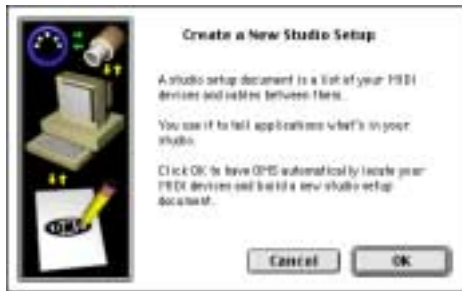 Create a New Studio Setup
A studio setup document is a list of your MIDI
devices and cables between them.
You use it to tell applications what's in your
studio.
Click OK to have OMS automatically locate your
MIDI devices and build a new studio setup
document.
OMS
Cancel
OK